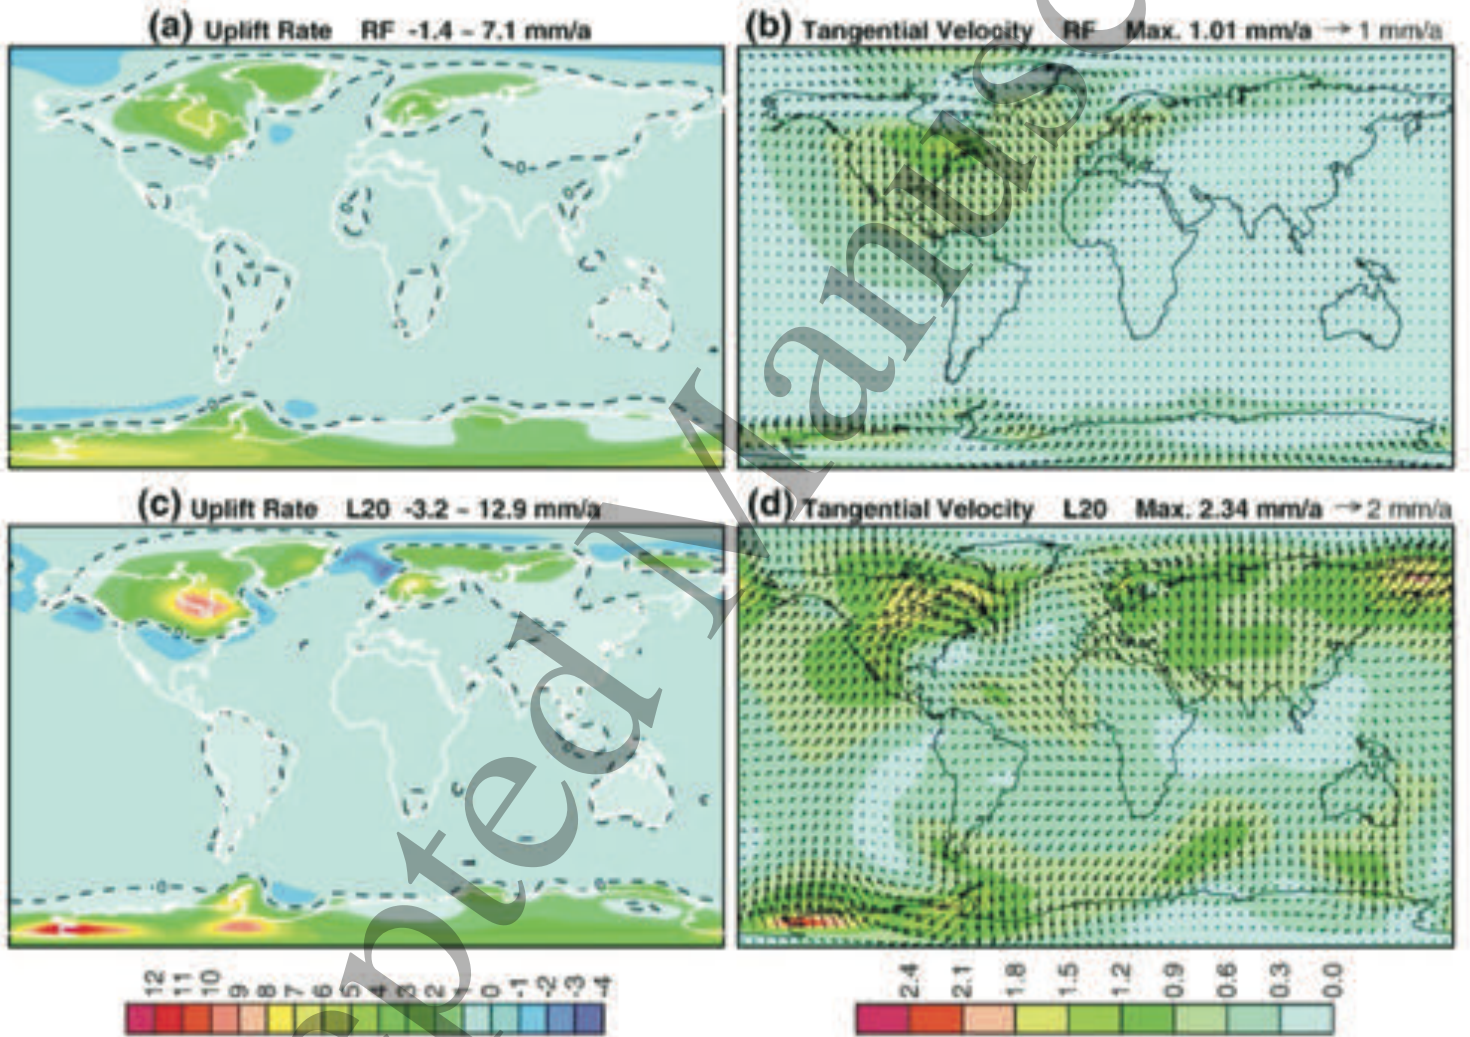 (a) Uplift Rate RF -1.4 ~ 7.1 mm/a
(b) Tangential Velocity RF Max. 1.01 mm/a → 1 mm/a
(c) Uplift Rate L20 -3.2 ~ 12.9 mm/a
(d) Tangential Velocity L20 Max. 2.34 mm/a → 2 mm/a
12 11 10 9 8 7 6 5 4 3 2 1 0 -1 -2 -3 -4
2.4 2.1 1.8 1.5 1.2 0.9 0.6 0.3 0.0
pted Manusc